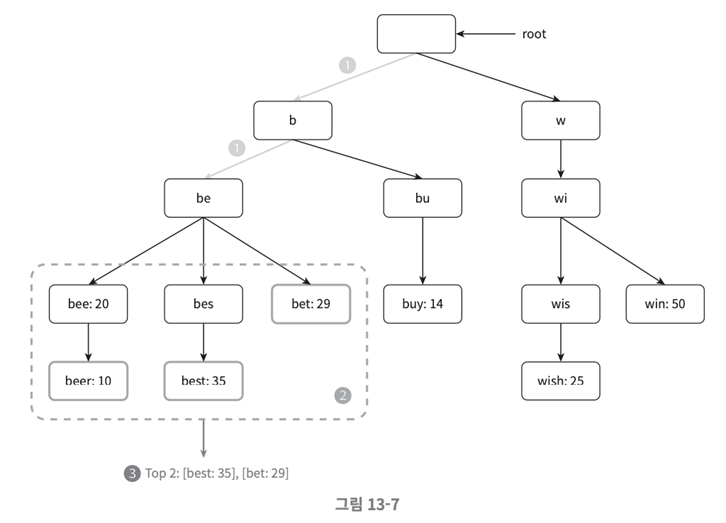 root
1
b
w
1
be
bu
wi
bee: 20
bes
bet: 29
buy: 14
wis
win: 50
beer: 10
best: 35
2
wish: 25
3 Top 2: [best: 35], [bet: 29]
그림 13-7